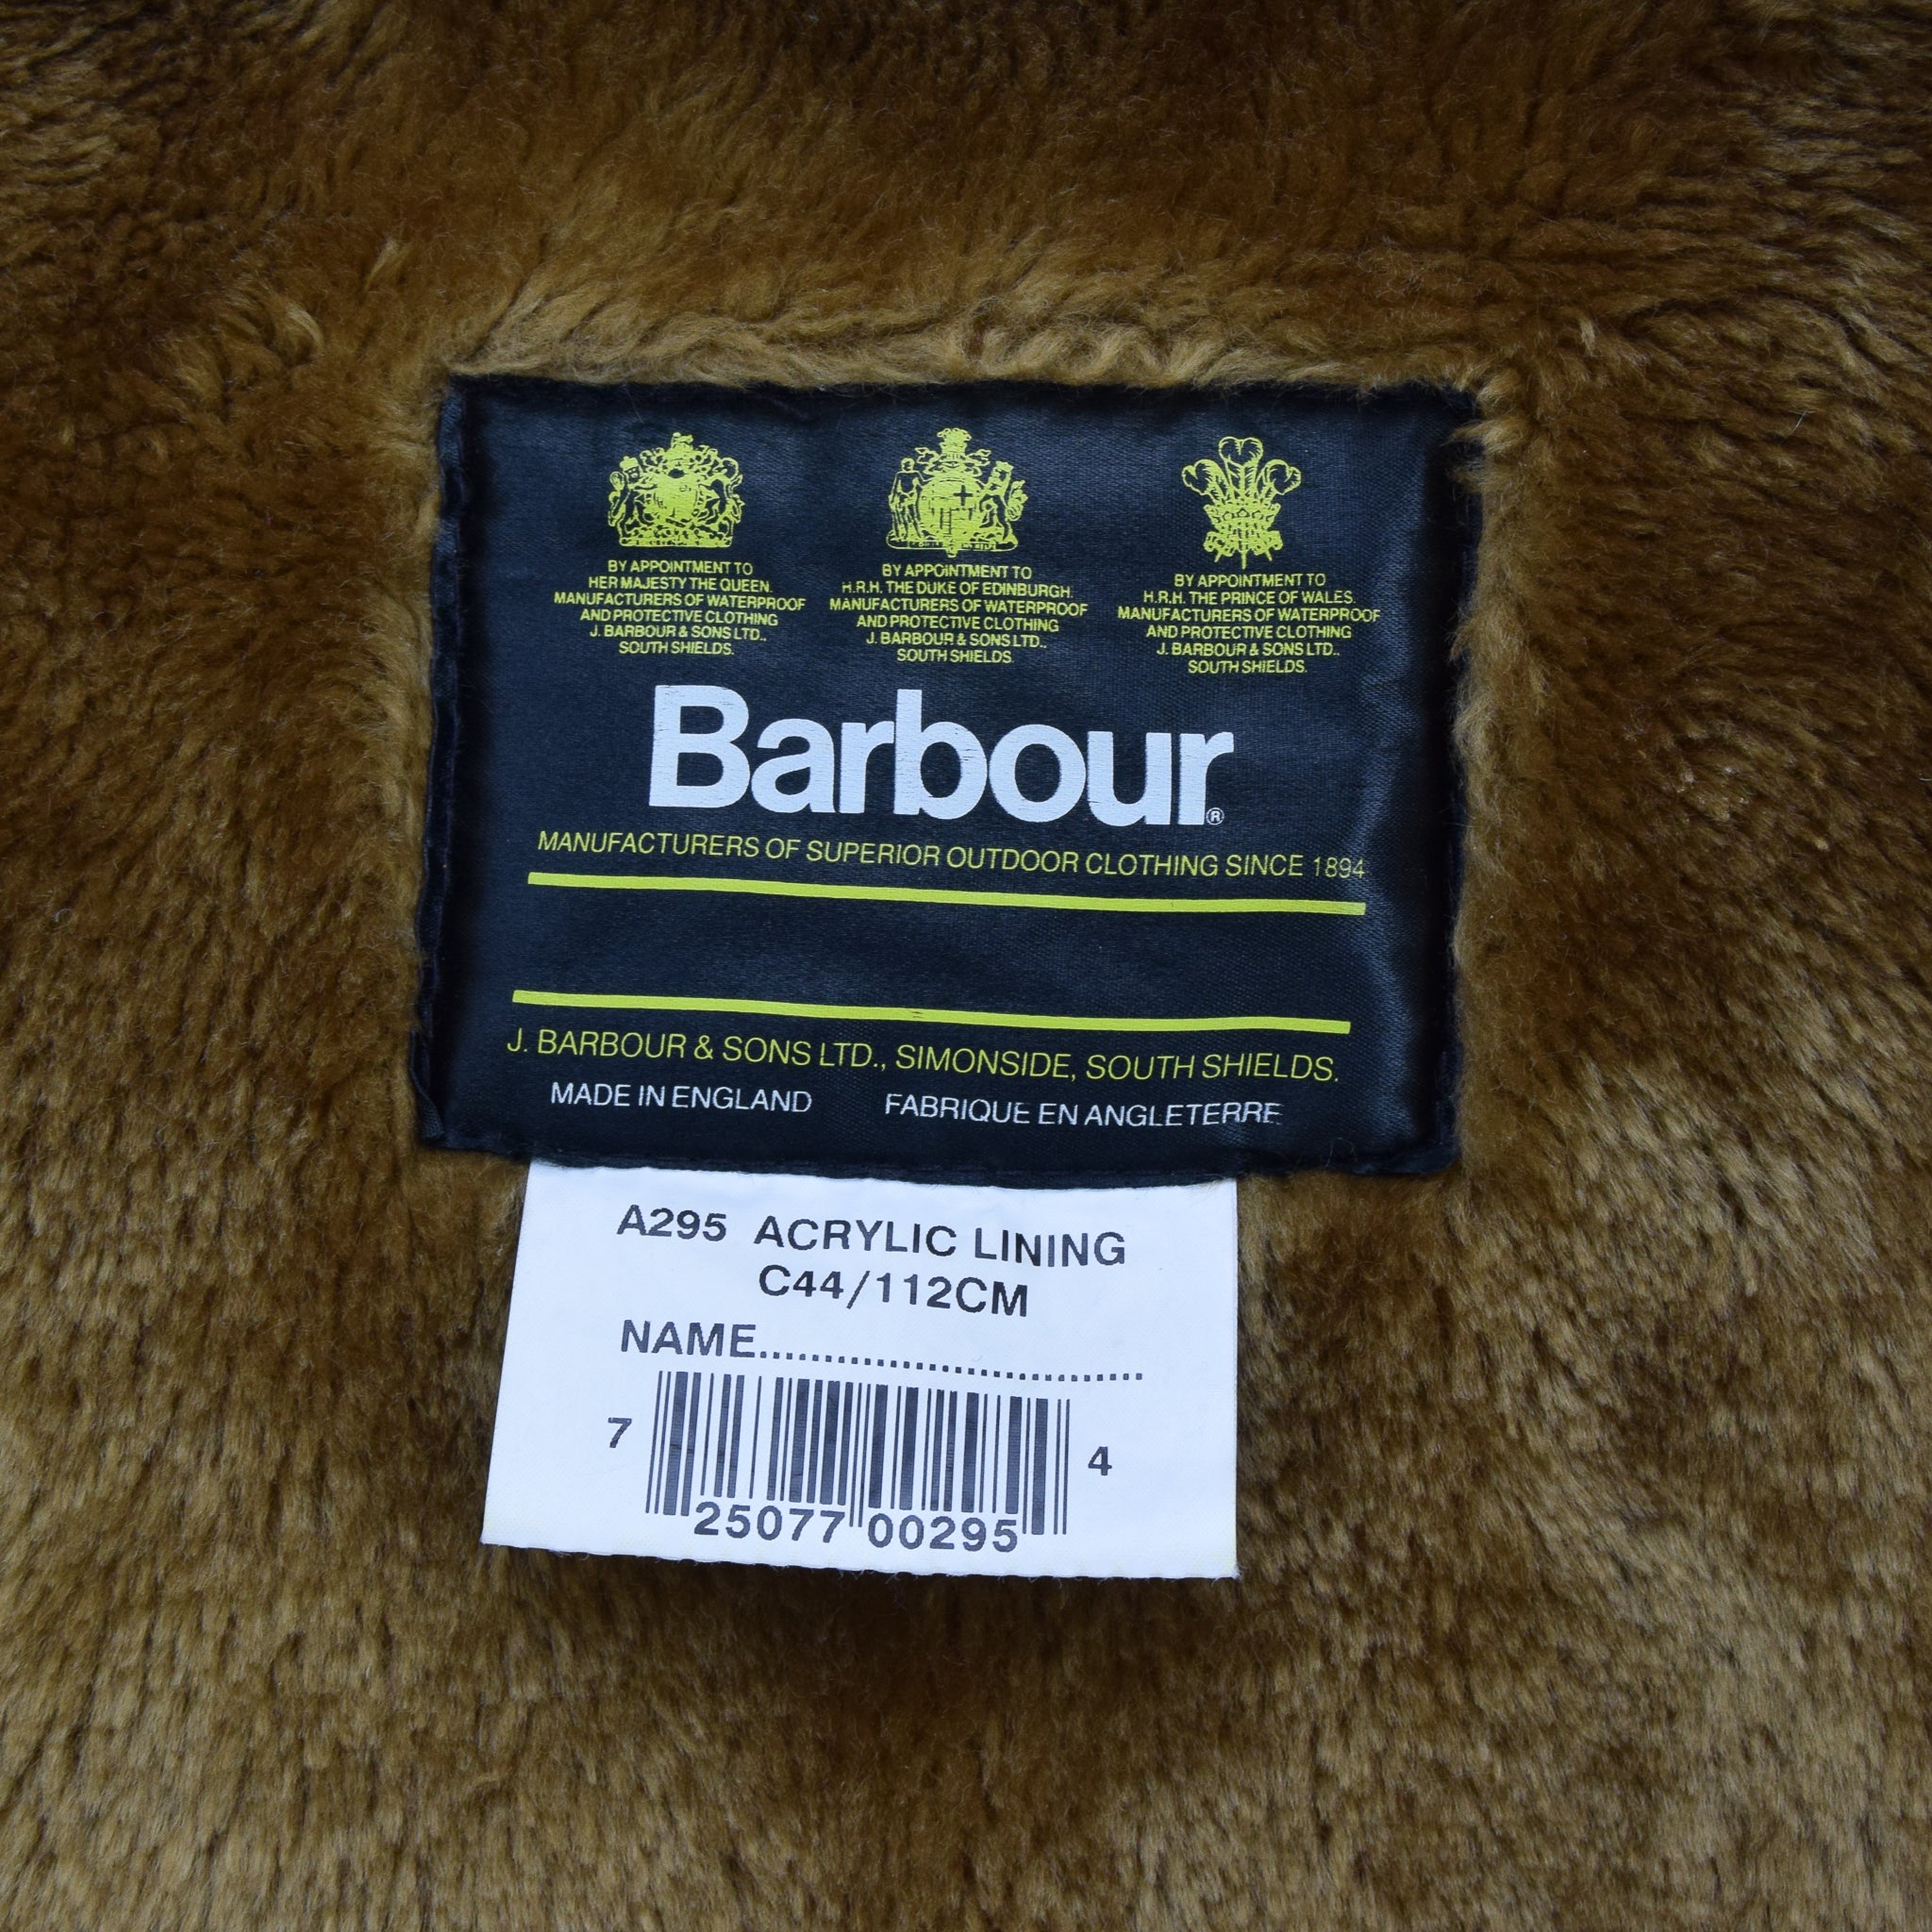 BY APPOINTMENT TO
HER MAJESTY THE QUEEN.
MANUFACTURERS OF WATERPROOF
AND PROTECTIVE CLOTHING
J. BARBOUR & SONS LTD.,
SOUTH SHIELDS.
BY APPOINTMENT TO
H.R.H. THE DUKE OF EDINBURGH.
MANUFACTURERS OF WATERPROOF
AND PROTECTIVE CLOTHING
J. BARBOUR & SONS LTD.,
SOUTH SHIELDS.
BY APPOINTMENT TO
H.R.H. THE PRINCE OF WALES.
MANUFACTURERS OF WATERPROOF
AND PROTECTIVE CLOTHING
J. BARBOUR & SONS LTD.,
SOUTH SHIELDS.
Barbour®
MANUFACTURERS OF SUPERIOR OUTDOOR CLOTHING SINCE 1894
J. BARBOUR & SONS LTD., SIMONSIDE, SOUTH SHIELDS.
MADE IN ENGLAND FABRIQUE EN ANGLETERRE
A295 ACRYLIC LINING
C44/112CM
NAME..............................
7 25077 00295 4